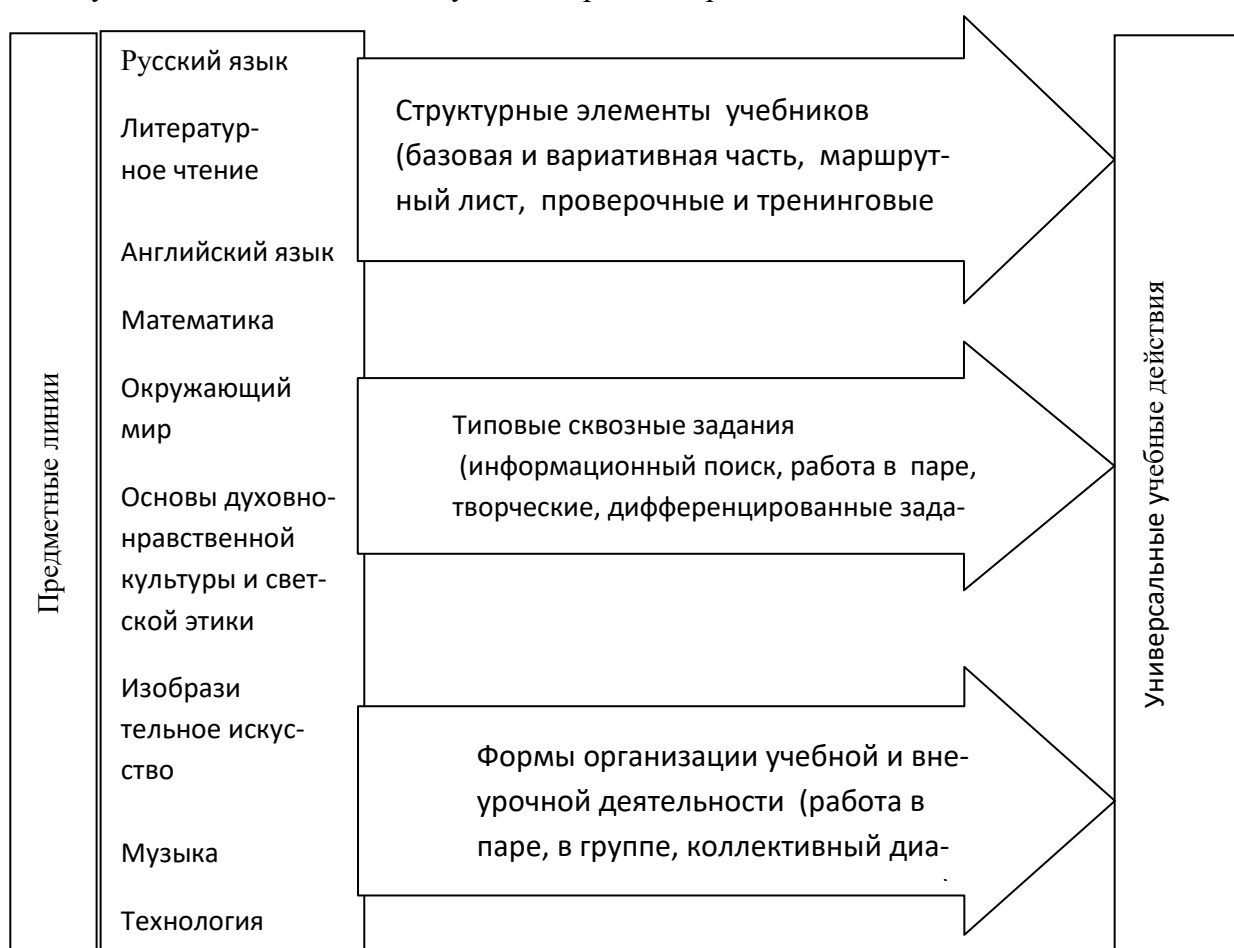 Предметные линии
Русский язык
Литератур-
ное чтение
Английский язык
Математика
Окружающий
мир
Основы духовно-
нравственной
культуры и свет-
ской этики
Изобрази
тельное искус-
ство
Музыка
Технология
Структурные элементы учебников
(базовая и вариативная часть, маршрут-
ный лист, проверочные и тренинговые
Типовые сквозные задания
(информационный поиск, работа в паре,
творческие, дифференцированные зада-
Формы организации учебной и вне-
урочной деятельности (работа в
паре, в группе, коллективный диа-
Универсальные учебные действия